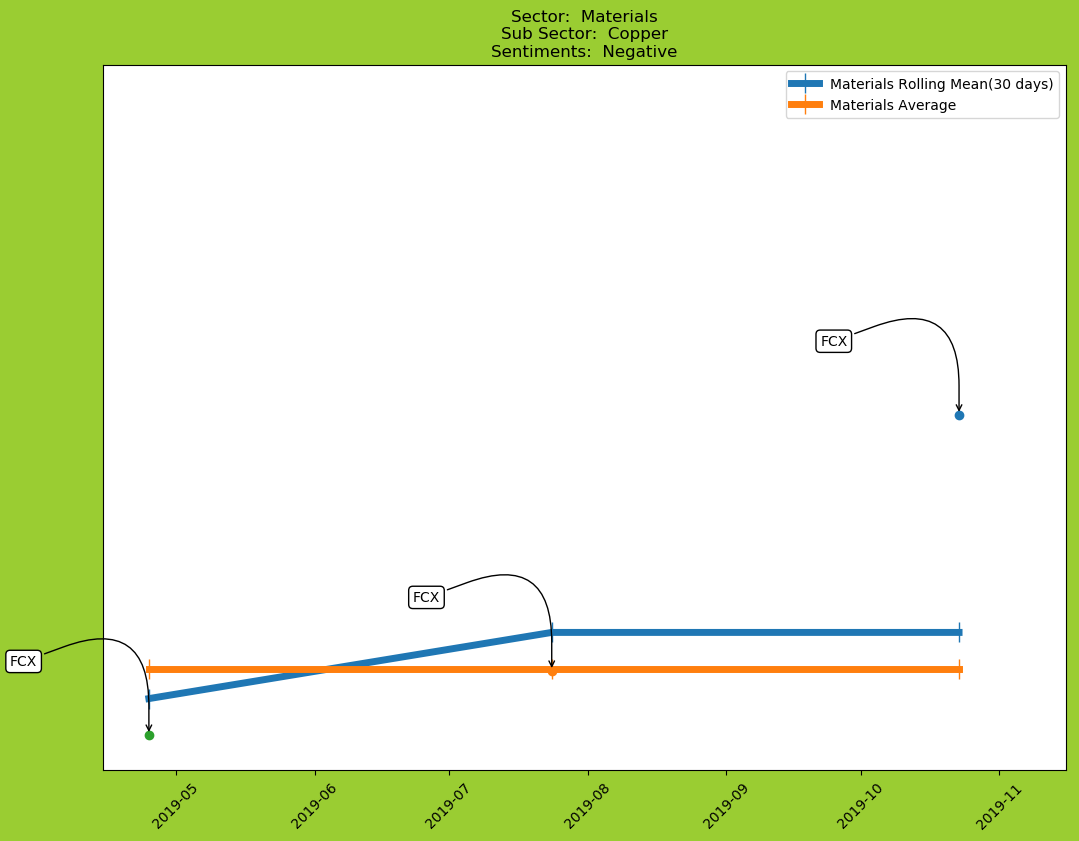 Sector:  Materials
Sub Sector:  Copper
Sentiments:  Negative
Materials Rolling Mean(30 days)
Materials Average
FCX
FCX
FCX
2019-05
2019-06
2019-07
2019-08
2019-09
2019-10
2019-11